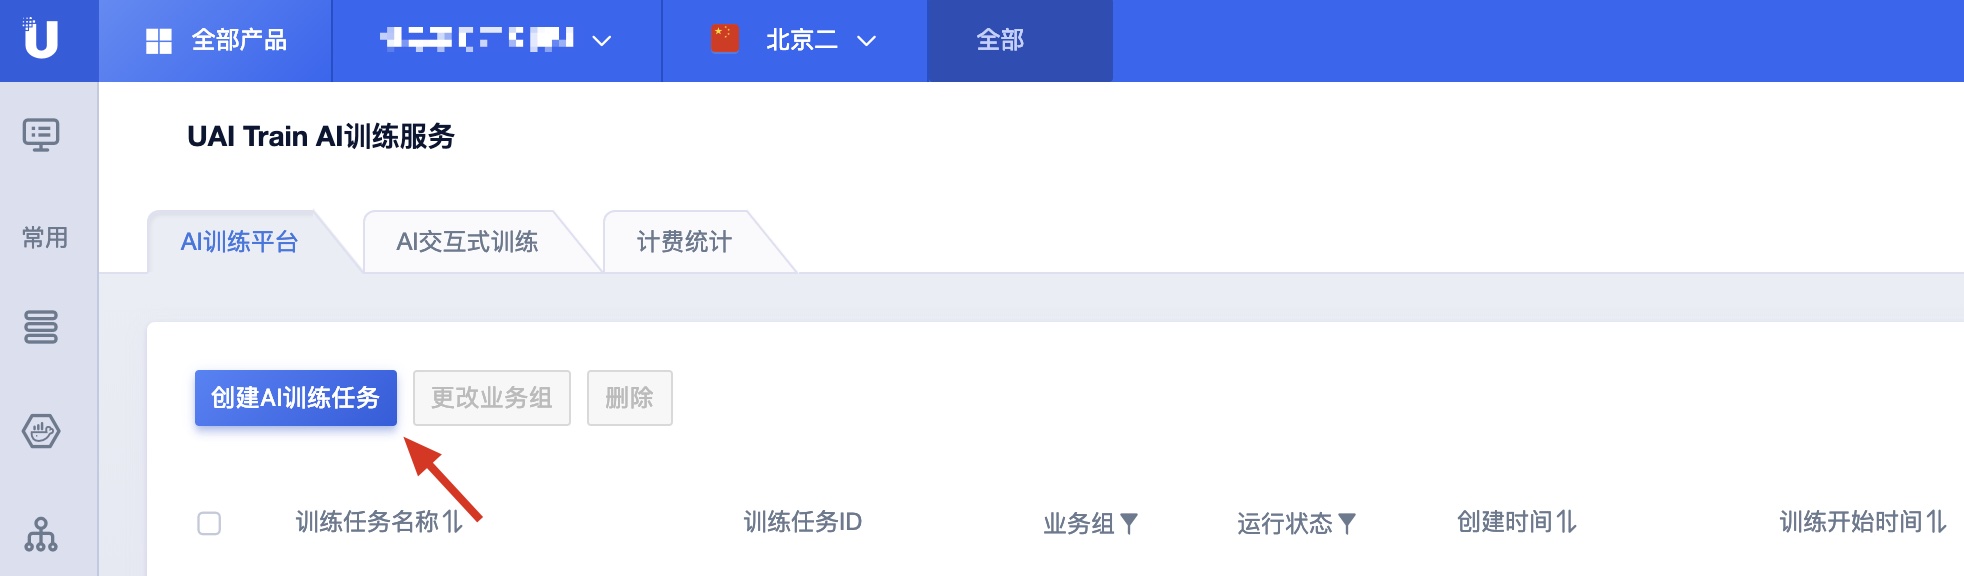 全部产品
北京二
全部
UAI Train AI训练服务
常用
AI训练平台
AI交互式训练
计费统计
创建AI训练任务
更改业务组
删除
训练任务名称
训练任务ID
业务组
运行状态
创建时间
训练开始时间